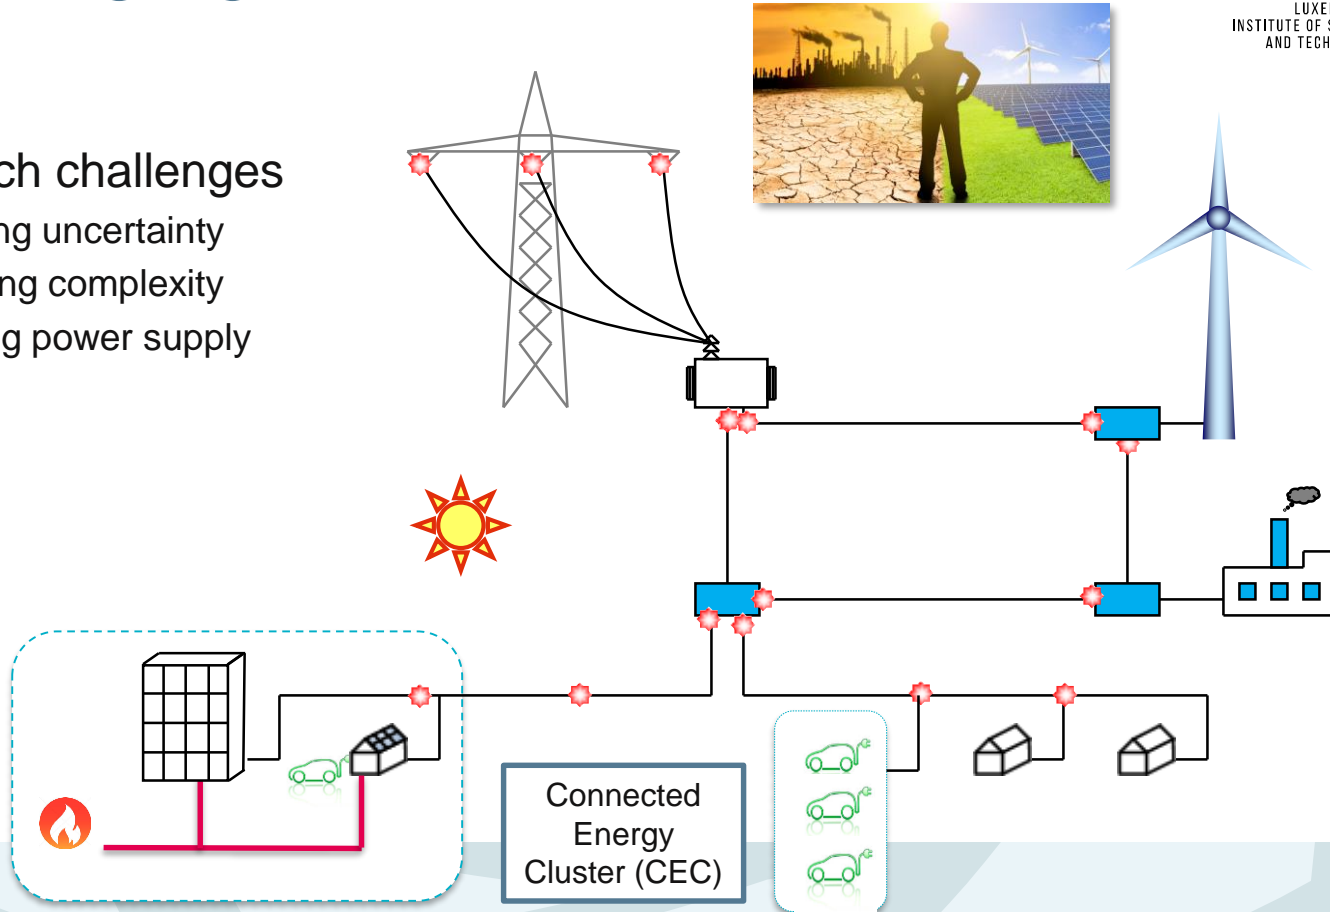 LUXE
INSTITUTE OF S
AND TECH
ch challenges
ng uncertainty
ng complexity
g power supply
Connected
Energy
Cluster (CEC)